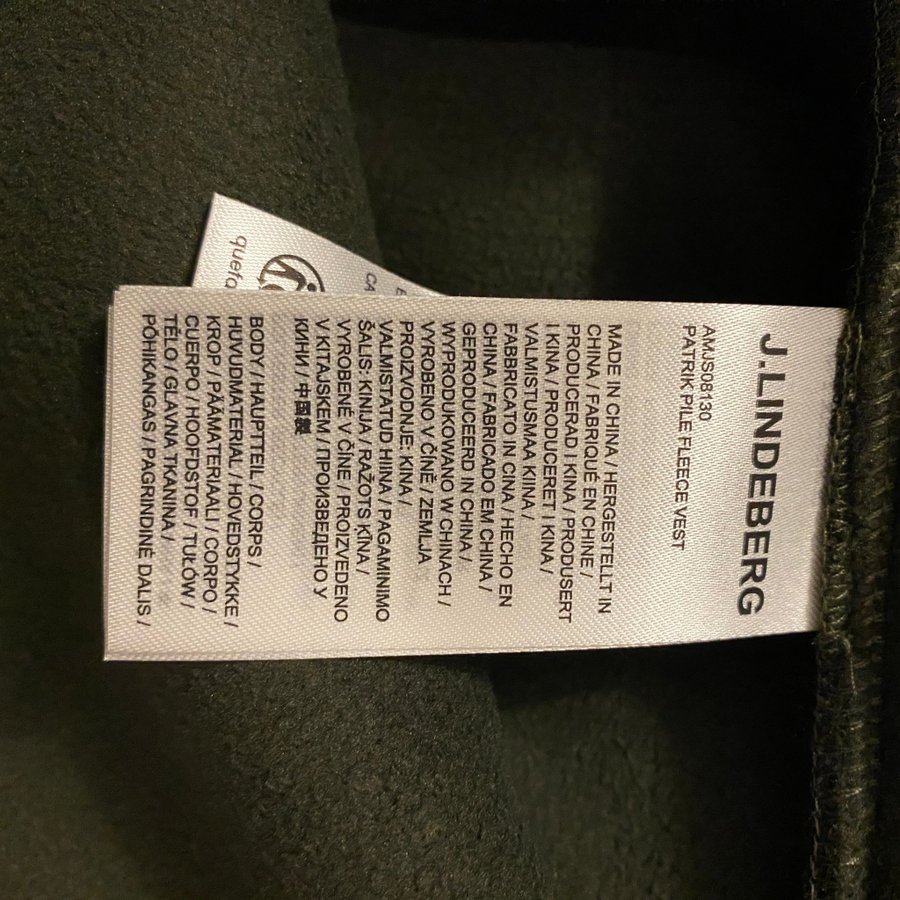 J.LINDEBERG
AMJS08130
PATRIK PILE FLEECE VEST
MADE IN CHINA / HERGESTELLT IN
CHINA / FABRIQUÉ EN CHINE /
PRODUCERAD I KINA / PRODUSERT
I KINA / PRODUCERET I KINA /
VALMISTUSMAA KIINA /
FABBRICATO IN CINA / HECHO EN
CHINA / FABRICADO EM CHINA /
GEPRODUCEERD IN CHINA /
WYPRODUKOWANO W CHINACH /
VYROBENO V ČÍNĚ / ZEMLJA
PROIZVODNJE: KINA /
VALMISTATUD HIINA / PAGAMINIMO
ŠALIS: KINIJA / RAŽOTS ĶĪNA /
VYROBENÉ V ČÍNE / PROIZVEDENO
V KITAJSKEM / ПРОИЗВЕДЕНО У
КИНИ / 中国製
BODY / HAUPTTEIL / CORPS /
HUVUDMATERIAL / HOVEDSTYKKE /
KROP / PÄÄMATERIAALI / CORPO /
CUERPO / HOOFDSTOF / TUŁÓW /
TĚLO / GLAVNA TKANINA /
PÕHIKANGAS / PAGRINDINĖ DALIS /